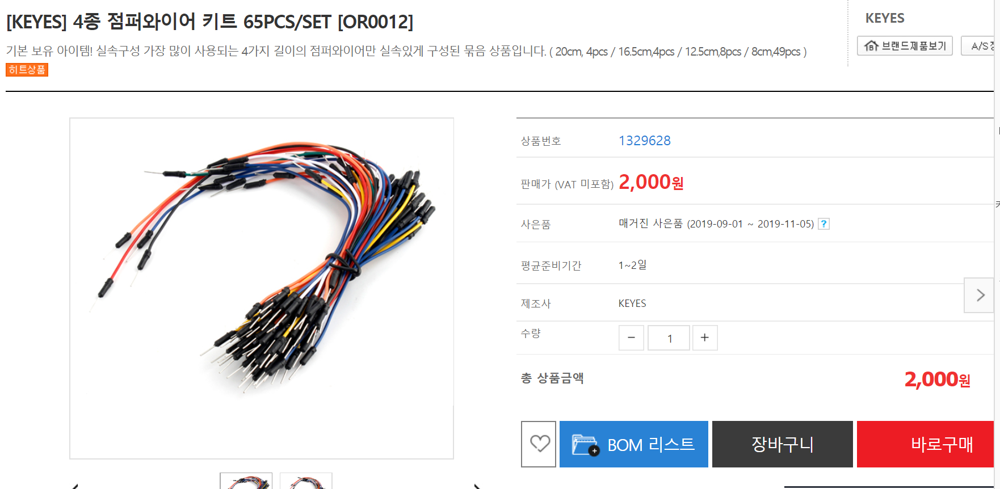 [KEYES] 4종 점퍼와이어 키트 65PCS/SET [OR0012]
기본 보유 아이템! 실속구성 가장 많이 사용되는 4가지 길이의 점퍼와이어만 실속있게 구성된 묶음 상품입니다. ( 20cm, 4pcs / 16.5cm,4pcs / 12.5cm,8pcs / 8cm,49pcs )
히트상품
KEYES
브랜드제품보기
A/S
상품번호 1329628
판매가 (VAT 미포함) 2,000원
사은품 매거진 사은품 (2019-09-01 ~ 2019-11-05) ?
평균준비기간 1~2일
제조사 KEYES
수량 − 1 +
총 상품금액 2,000원
BOM 리스트 장바구니 바로구매